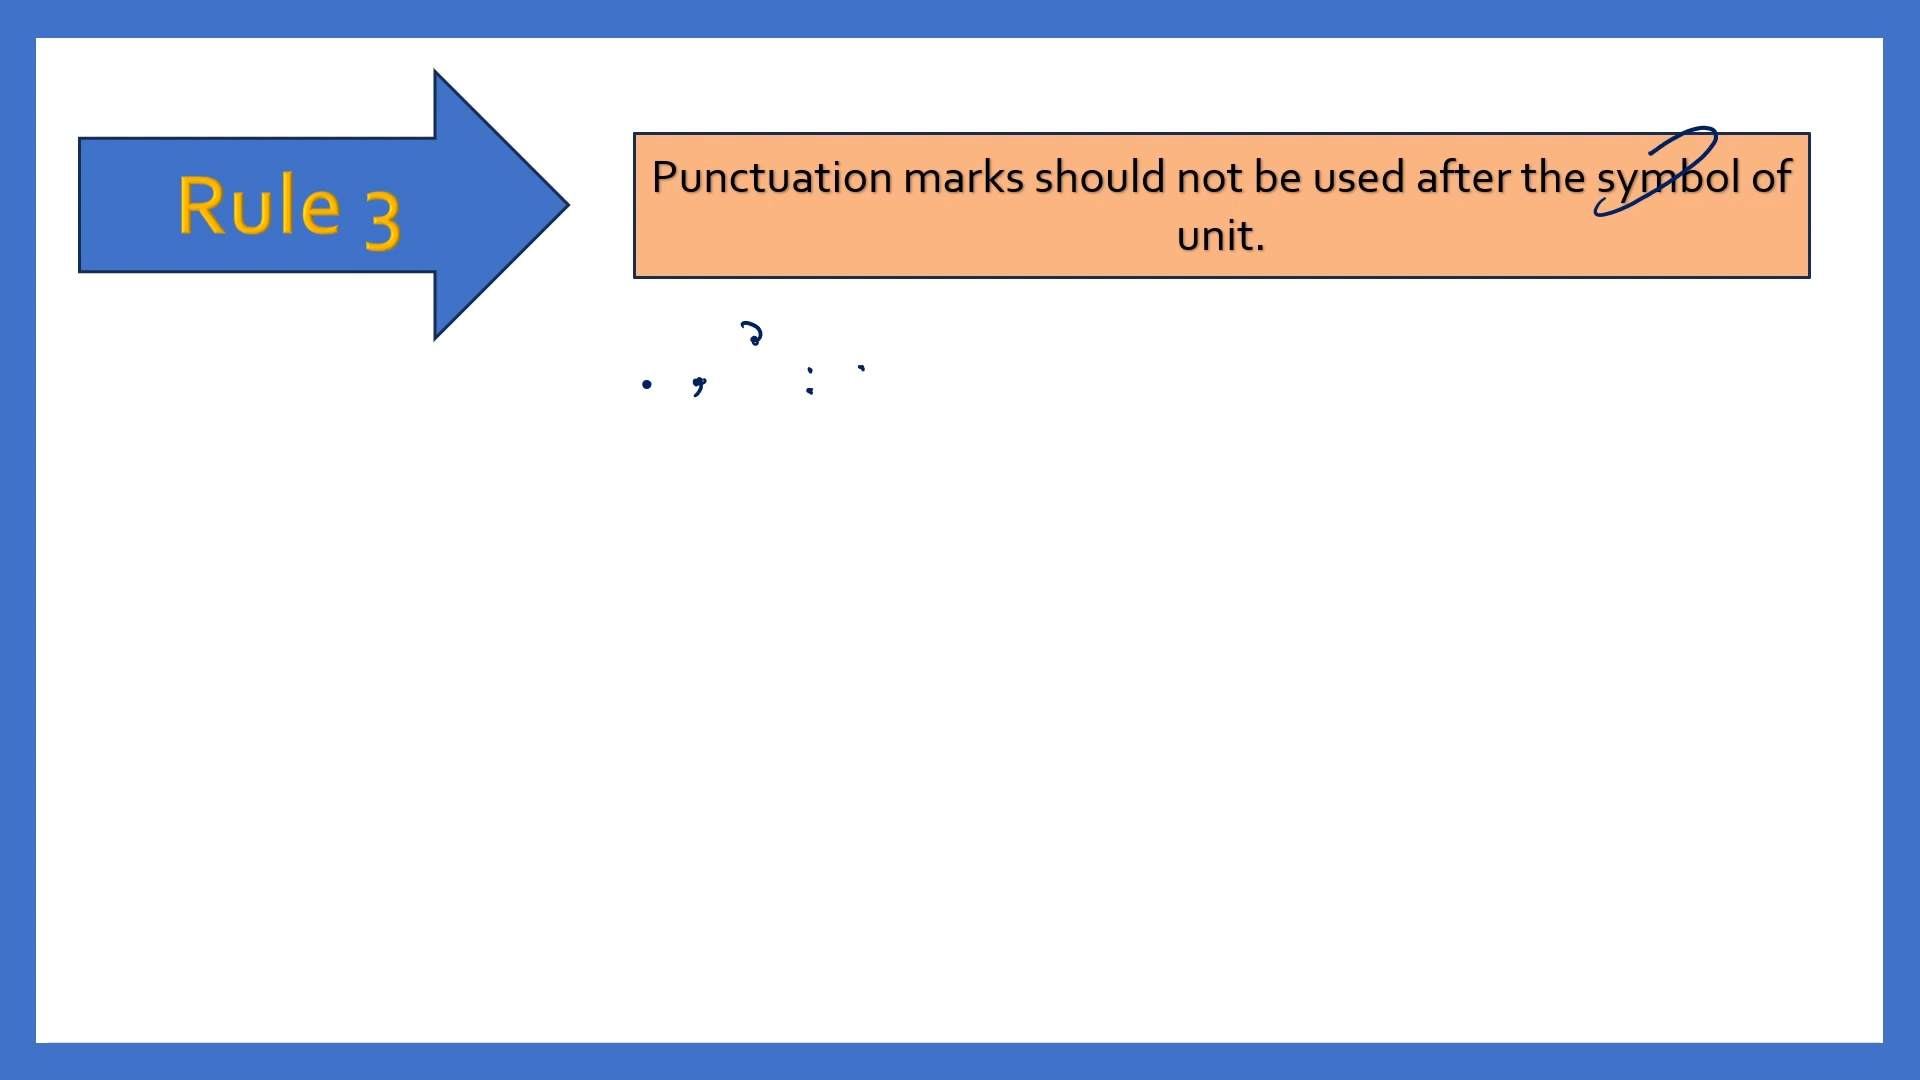 Rule 3
Punctuation marks should not be used after the symbol of
unit.
. , :